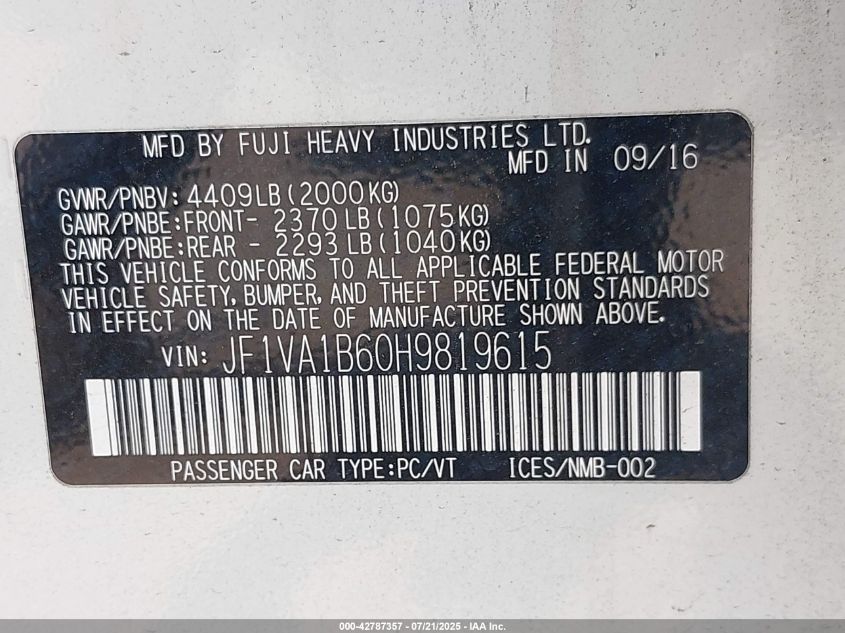 MFD BY FUJI HEAVY INDUSTRIES LTD.
MFD IN 09/16
GVWR/PNBV: 4409LB(2000KG)
GAWR/PNBE:FRONT- 2370 LB(1075KG)
GAWR/PNBE:REAR - 2293 LB(1040KG)
THIS VEHICLE CONFORMS TO ALL APPLICABLE FEDERAL MOTOR
VEHICLE SAFETY, BUMPER, AND THEFT PREVENTION STANDARDS
IN EFFECT ON THE DATE OF MANUFACTURE SHOWN ABOVE.
VIN: JF1VA1B60H9819615
PASSENGER CAR TYPE:PC/VT ICES/NMB-002
000-42787357 - 07/21/2025 - IAA Inc.